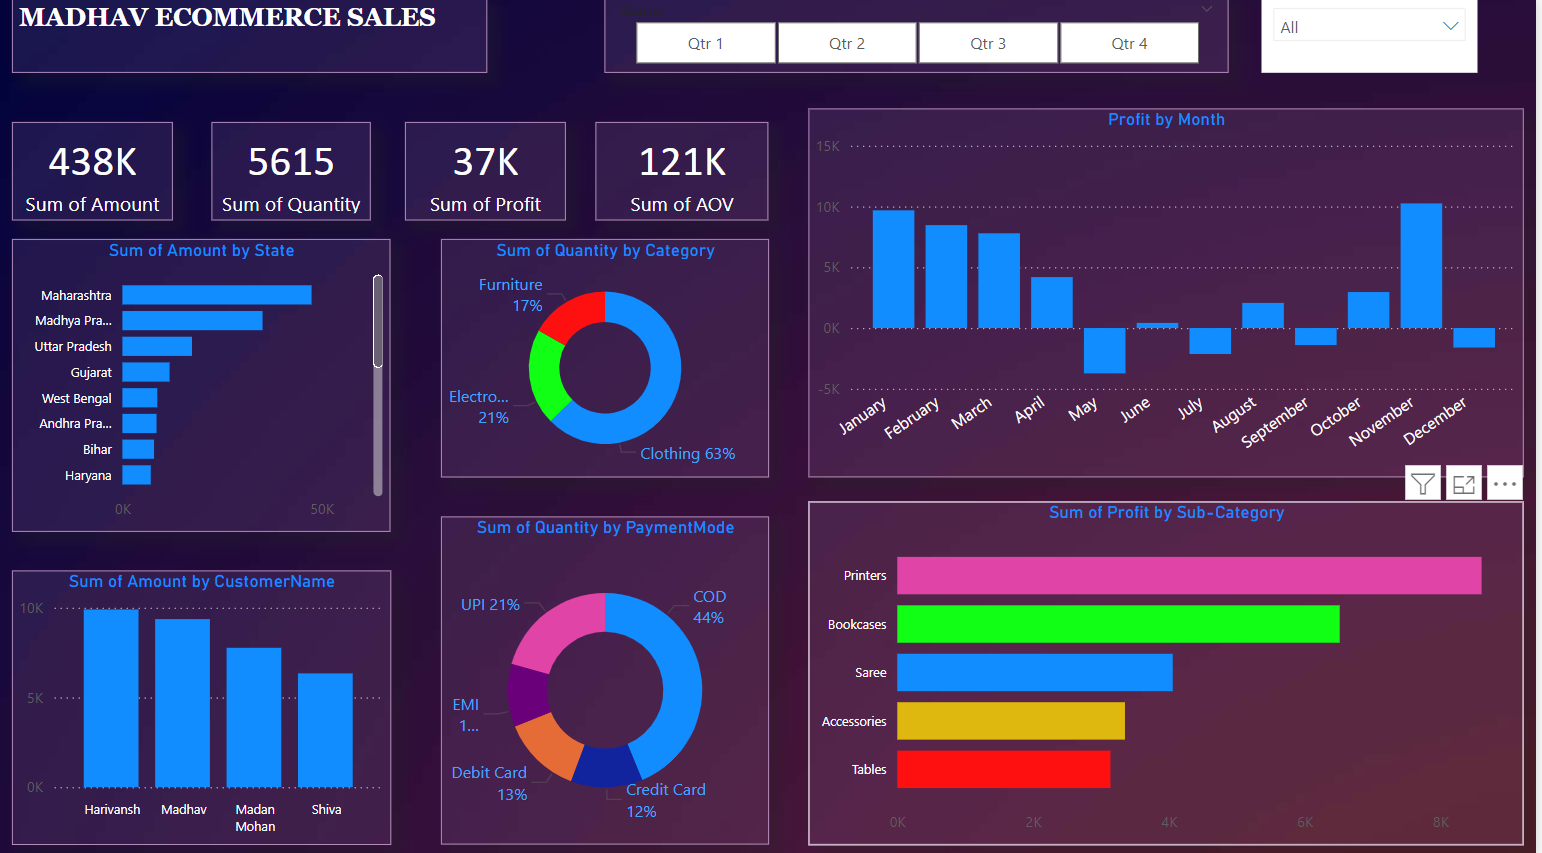 MADHAV ECOMMERCE SALES
Qtr 1
Qtr 2
Qtr 3
Qtr 4
All
438K
Sum of Amount
5615
Sum of Quantity
37K
Sum of Profit
121K
Sum of AOV
Profit by Month
15K
10K
5K
0K
-5K
January
February
March
April
May
June
July
August
September
October
November
December
Sum of Amount by State
Maharashtra
Madhya Pra...
Uttar Pradesh
Gujarat
West Bengal
Andhra Pra...
Bihar
Haryana
0K
50K
Sum of Quantity by Category
Furniture
17%
Electro...
21%
Clothing 63%
Sum of Amount by CustomerName
10K
5K
0K
Harivansh
Madhav
Madan
Mohan
Shiva
Sum of Quantity by PaymentMode
UPI 21%
COD
44%
EMI
1...
Debit Card
13%
Credit Card
12%
Sum of Profit by Sub-Category
Printers
Bookcases
Saree
Accessories
Tables
0K
2K
4K
6K
8K